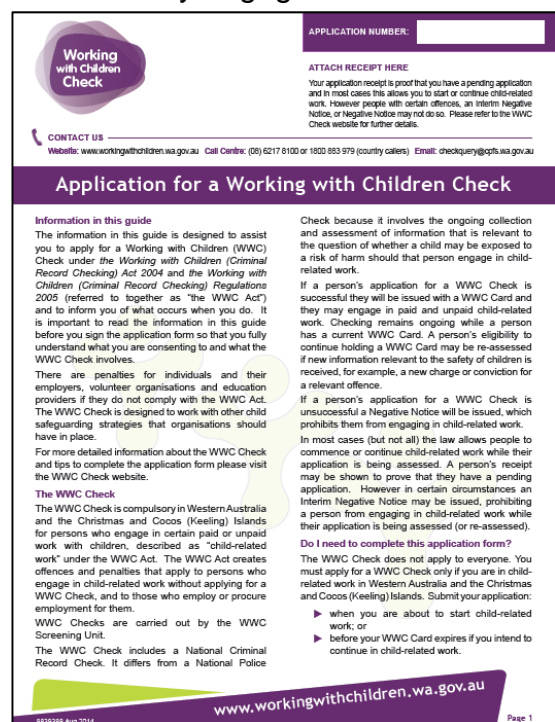 Working
with Children
Check
APPLICATION NUMBER:
ATTACH RECEIPT HERE
Your application receipt is proof that you have a pending application
and in most cases this allows you to start or continue child-related
work. However people with certain offences, an Interim Negative
Notice, or Negative Notice may not do so. Please refer to the WWC
Check website for further details.
CONTACT US
Website: www.workingwithchildren.wa.gov.au Call Centre: (08) 6217 8100 or 1800 883 979 (country callers) Email: checkquery@cpfs.wa.gov.au
Application for a Working with Children Check
Information in this guide
The information in this guide is designed to assist
you to apply for a Working with Children (WWC)
Check under the Working with Children (Criminal
Record Checking) Act 2004 and the Working with
Children (Criminal Record Checking) Regulations
2005 (referred to together as “the WWC Act”)
and to inform you of what occurs when you do. It
is important to read the information in this guide
before you sign the application form so that you fully
understand what you are consenting to and what the
WWC Check involves.
There are penalties for individuals and their
employers, volunteer organisations and education
providers if they do not comply with the WWC Act.
The WWC Check is designed to work with other child
safeguarding strategies that organisations should
have in place.
For more detailed information about the WWC Check
and tips to complete the application form please visit
the WWC Check website.
The WWC Check
The WWC Check is compulsory in Western Australia
and the Christmas and Cocos (Keeling) Islands
for persons who engage in certain paid or unpaid
work with children, described as “child-related
work” under the WWC Act. The WWC Act creates
offences and penalties that apply to persons who
engage in child-related work without applying for a
WWC Check, and to those who employ or procure
employment for them.
WWC Checks are carried out by the WWC
Screening Unit.
The WWC Check includes a National Criminal
Record Check. It differs from a National Police
Check because it involves the ongoing collection
and assessment of information that is relevant to
the question of whether a child may be exposed to
a risk of harm should that person engage in child-
related work.
If a person’s application for a WWC Check is
successful they will be issued with a WWC Card and
they may engage in paid and unpaid child-related
work. Checking remains ongoing while a person
has a current WWC Card. A person’s eligibility to
continue holding a WWC Card may be re-assessed
if new information relevant to the safety of children is
received, for example, a new charge or conviction for
a relevant offence.
If a person’s application for a WWC Check is
unsuccessful a Negative Notice will be issued, which
prohibits them from engaging in child-related work.
In most cases (but not all) the law allows people to
commence or continue child-related work while their
application is being assessed. A person’s receipt
may be shown to prove that they have a pending
application. However in certain circumstances an
Interim Negative Notice may be issued, prohibiting
a person from engaging in child-related work while
their application is being assessed (or re-assessed).
Do I need to complete this application form?
The WWC Check does not apply to everyone. You
must apply for a WWC Check only if you are in child-
related work in Western Australia and the Christmas
and Cocos (Keeling) Islands. Submit your application:
when you are about to start child-related
work; or
before your WWC Card expires if you intend to
continue in child-related work.
www.workingwithchildren.wa.gov.au
Aug 2014
Page 1